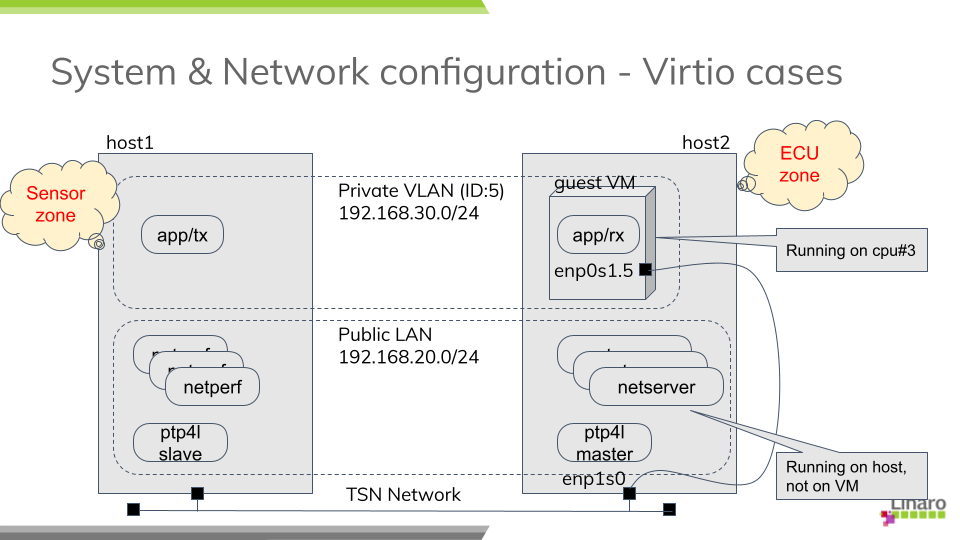 System & Network configuration - Virtio cases
host1
host2
Sensor
zone
ECU
zone
Private VLAN (ID:5)
192.168.30.0/24
guest VM
app/tx
app/rx
enp0s1.5
Running on cpu#3
Public LAN
192.168.20.0/24
netperf
netserver
ptp4l
slave
ptp4l
master
enp1s0
Running on host,
not on VM
TSN Network
Linaro